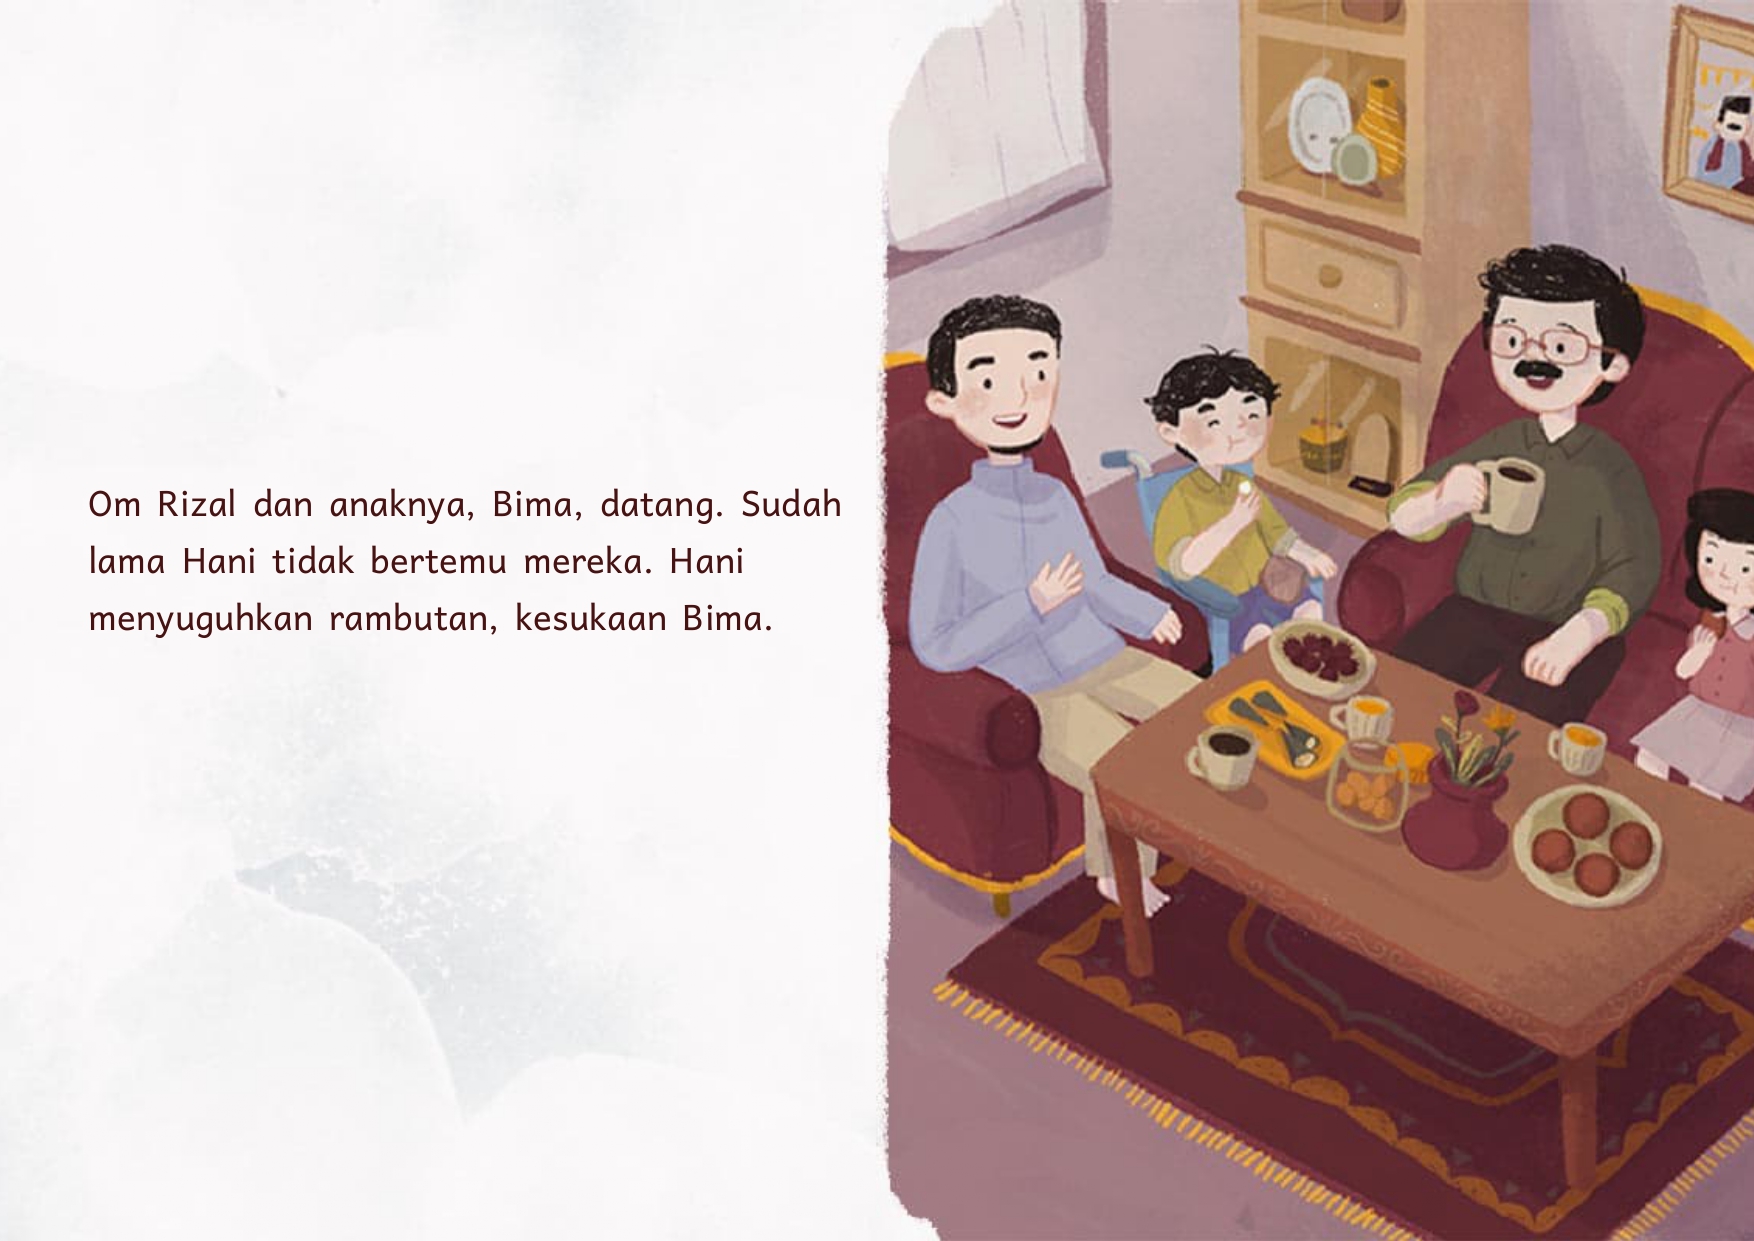 Om Rizal dan anaknya, Bima, datang. Sudah
lama Hani tidak bertemu mereka. Hani
menyuguhkan rambutan, kesukaan Bima.